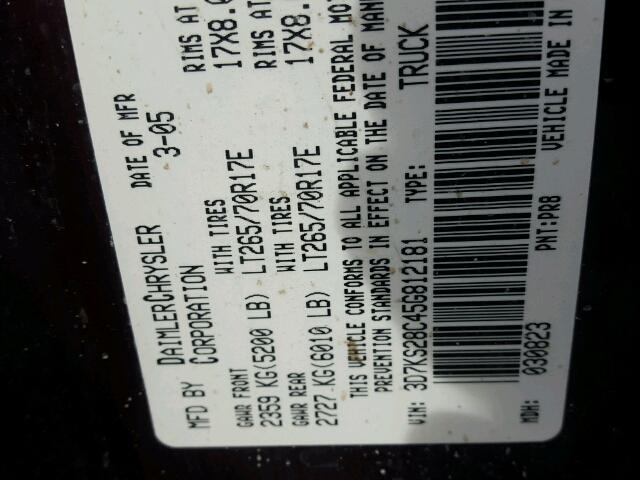 MFD BY DAIMLERCHRYSLER DATE OF MFR
CORPORATION 3-05
GAWR FRONT WITH TIRES RIMS AT
2359 KG(5200 LB) LT265/70R17E 17X8.
GAWR REAR WITH TIRES RIMS AT
2727 KG(6010 LB) LT265/70R17E 17X8.
THIS VEHICLE CONFORMS TO ALL APPLICABLE FEDERAL MOT
PREVENTION STANDARDS IN EFFECT ON THE DATE OF MANU
VIN: 3D7KS28C45G812181 TYPE: TRUCK
MDH: 030823 PNT:PR8 VEHICLE MADE IN